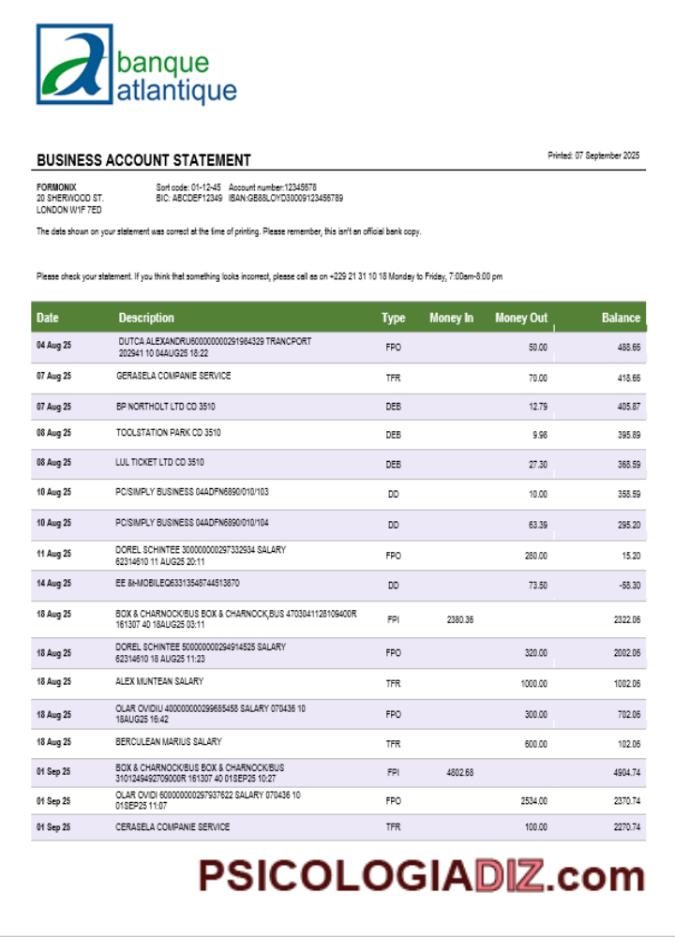 banque
atlantique
BUSINESS ACCOUNT STATEMENT
Printed: 07 September 2025
FORMONIX
20 SHERWOOD ST.
LONDON W1F 7ED
Sort code: 01-12-45 Account number:12345678
BIC: ABCDEF12349 IBAN:GB88LOYD30009123456789
The data shown on your statement was correct at the time of printing. Please remember, this isn't an official bank copy.
Please check your statement. If you think that something looks incorrect, please call as on +229 21 31 10 18 Monday to Friday, 7:00am-8:00 pm
Date Description Type Money In Money Out Balance
04 Aug 25 DUTCA ALEXANDRU600000000291984329 TRANCPORT FPO 50.00 488.66
202941 10 04AUG25 18:22
07 Aug 25 GERASELA COMPANIE SERVICE TFR 70.00 418.66
07 Aug 25 BP NORTHOLT LTD CD 3510 DEB 12.79 405.87
08 Aug 25 TOOLSTATION PARK CD 3510 DEB 9.98 395.89
08 Aug 25 LUL TICKET LTD CD 3510 DEB 27.30 368.59
10 Aug 25 PC/SIMPLY BUSINESS 04ADFN6890/010/103 DD 10.00 358.59
10 Aug 25 PC/SIMPLY BUSINESS 04ADFN6890/010/104 DD 63.39 295.20
11 Aug 25 DOREL SCHINTEE 300000000297332934 SALARY FPO 280.00 15.20
62314610 11 AUG25 20:11
14 Aug 25 EE &t-MOBILEQ63313548744513870 DD 73.50 -58.30
18 Aug 25 BOX & CHARNOCK/BUS BOX & CHARNOCK,BUS 4703041128109400R FPI 2380.36 2322.06
161307 40 18AUG25 03:11
18 Aug 25 DOREL SCHINTEE 500000000294914525 SALARY FPO 320.00 2002.06
62314610 18 AUG25 11:23
18 Aug 25 ALEX MUNTEAN SALARY TFR 1000.00 1002.06
18 Aug 25 OLAR OVIDIU 400000000299685458 SALARY 070436 10 FPO 300.00 702.06
18AUG25 16:42
18 Aug 25 BERCULEAN MARIUS SALARY TFR 600.00 102.06
01 Sep 25 BOX & CHARNOCK/BUS BOX & CHARNOCK/BUS FPI 4802.68 4904.74
3101249492709000R 161307 40 01SEP25 10:27
01 Sep 25 OLAR OVIDI 600000000297937622 SALARY 070436 10 FPO 2534.00 2370.74
01SEP25 11:07
01 Sep 25 CERASELA COMPANIE SERVICE TFR 100.00 2270.74
PSICOLOGIADIZ.com